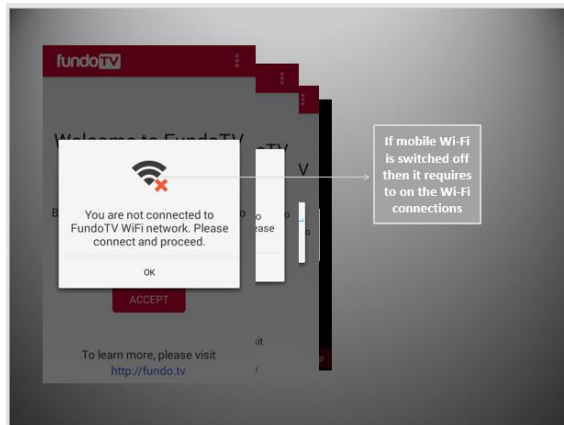 fundoTV
Welcome to FundoTV
You are not connected to
FundoTV WiFi network. Please
connect and proceed.
OK
ACCEPT
To learn more, please visit
http://fundo.tv
If mobile Wi-Fi
is switched off
then it requires
to on the Wi-Fi
connections